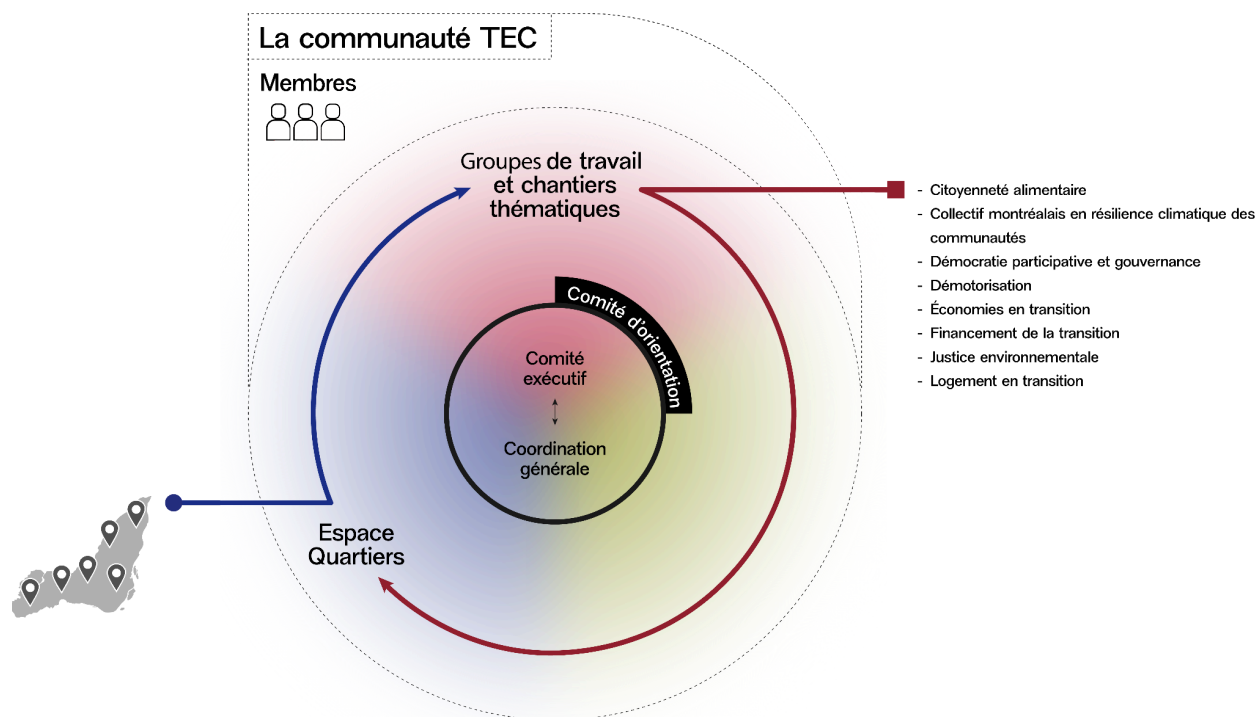 La communauté TEC
Membres
Groupes de travail
et chantiers
thématiques
- Citoyenneté alimentaire
- Collectif montréalais en résilience climatique des
communautés
- Démocratie participative et gouvernance
- Démotorisation
- Économies en transition
- Financement de la transition
- Justice environnementale
- Logement en transition
Comité d'orientation
Comité
exécutif
Coordination
générale
Espace
Quartiers